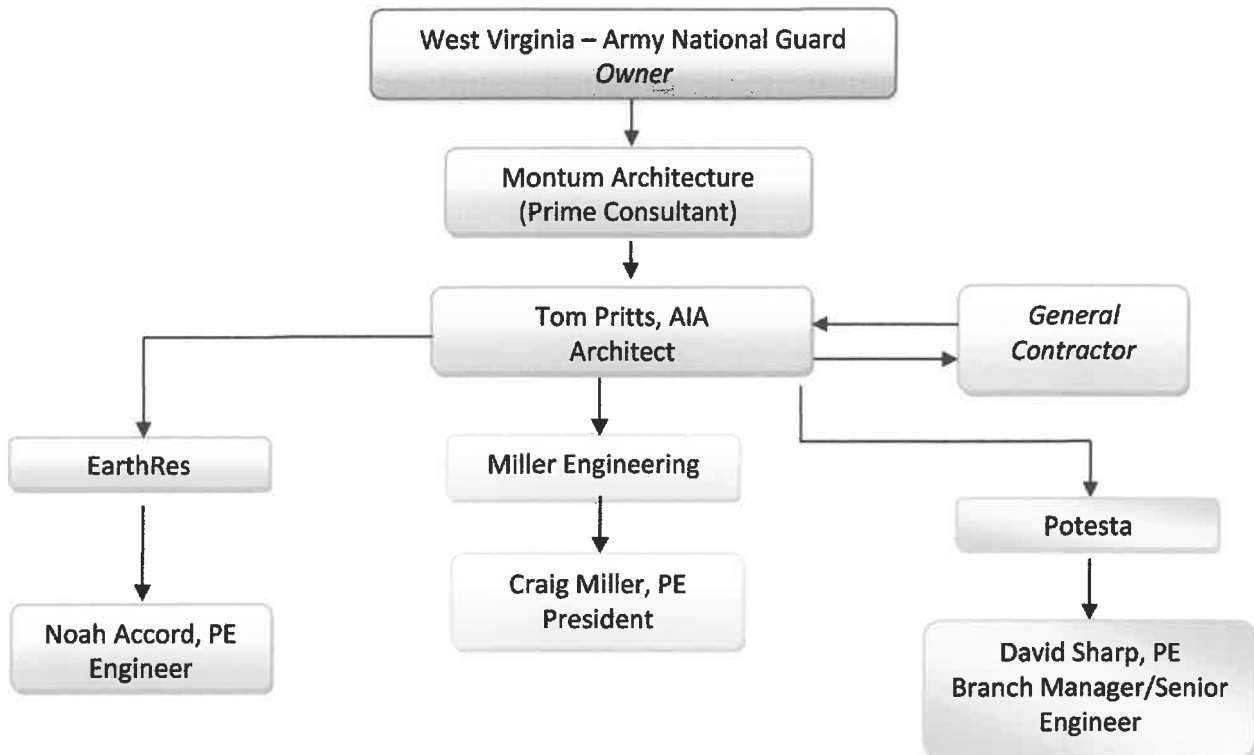 West Virginia – Army National Guard
Owner
Montum Architecture
(Prime Consultant)
Tom Pritts, AIA
Architect
General
Contractor
EarthRes
Miller Engineering
Potesta
Noah Accord, PE
Engineer
Craig Miller, PE
President
David Sharp, PE
Branch Manager/Senior
Engineer